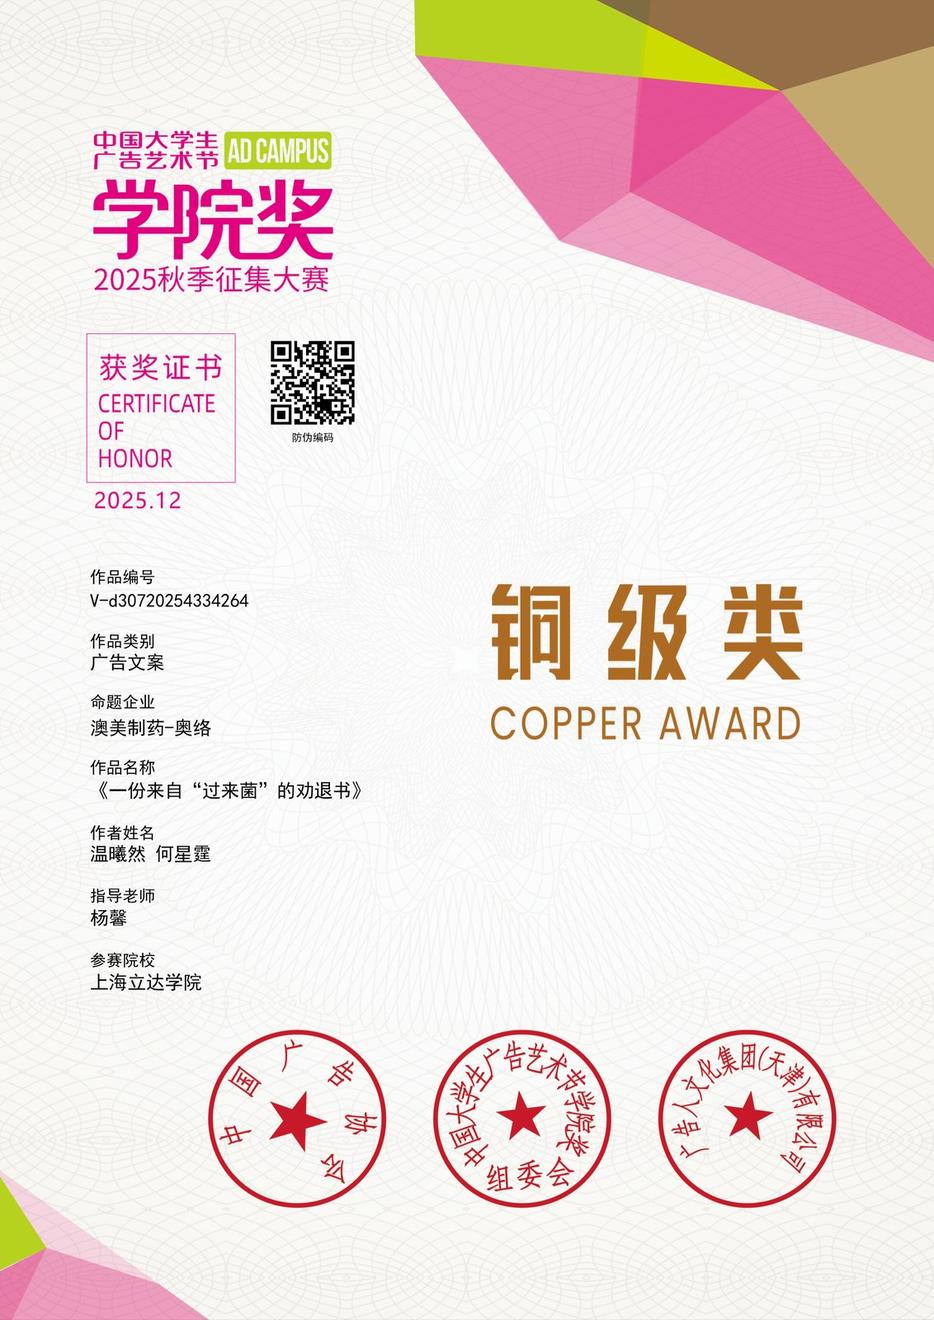 中国大学生
广告艺术节
AD CAMPUS
学院奖
2025秋季征集大赛
获奖证书
CERTIFICATE
OF
HONOR
防伪编码
2025.12
作品编号
V-d30720254334264
作品类别
广告文案
命题企业
澳美制药-奥络
作品名称
《一份来自“过来菌”的劝退书》
作者姓名
温曦然 何星霆
指导老师
杨馨
参赛院校
上海立达学院
铜级类
COPPER AWARD
中国广告协会
中国大学生广告艺术节学院奖
组委会
广告人文化集团(天津)有限公司